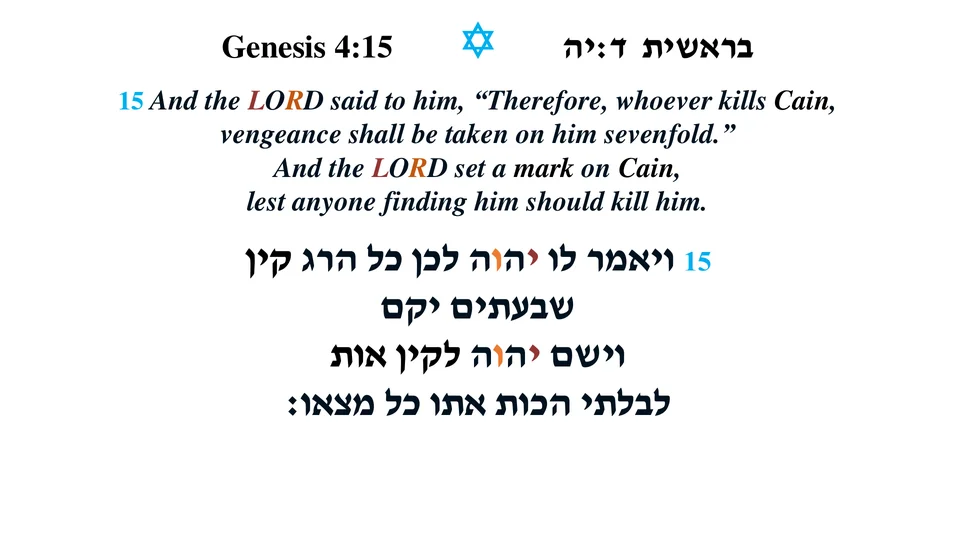 Genesis 4:15 ✡ בראשית ד:יה
15 And the LORD said to him, “Therefore, whoever kills Cain,
vengeance shall be taken on him sevenfold.”
And the LORD set a mark on Cain,
lest anyone finding him should kill him.
15 ויאמר לו יהוה לכן כל הרג קין
שבעתים יקם
וישם יהוה לקין אות
לבלתי הכות אתו כל מצאו: